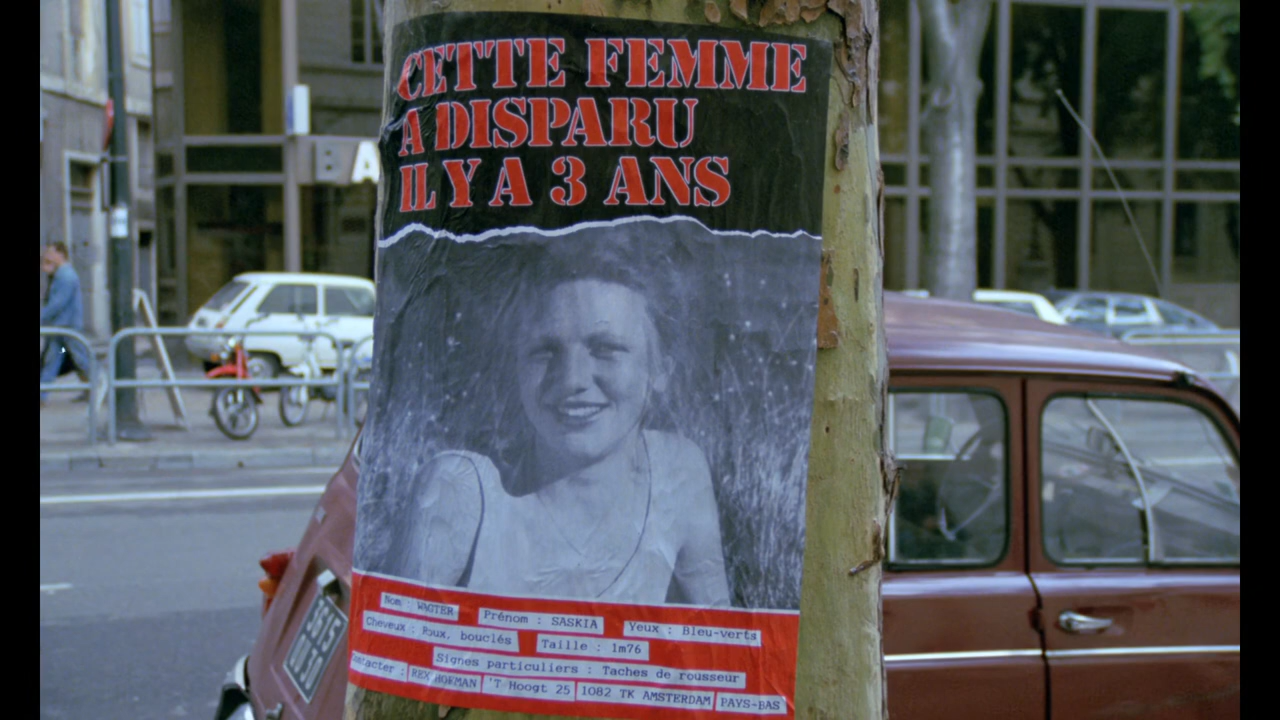 CETTE FEMME
A DISPARU
IL Y A 3 ANS
Nom : WAGTER Prénom : SASKIA Yeux : Bleu-verts
Cheveux : Roux, bouclés Taille : 1m76
Signes particuliers : Taches de rousseur
Contacter : REX HOFMAN 'T Hoogt 25 1082 TK AMSTERDAM PAYS-BAS
A